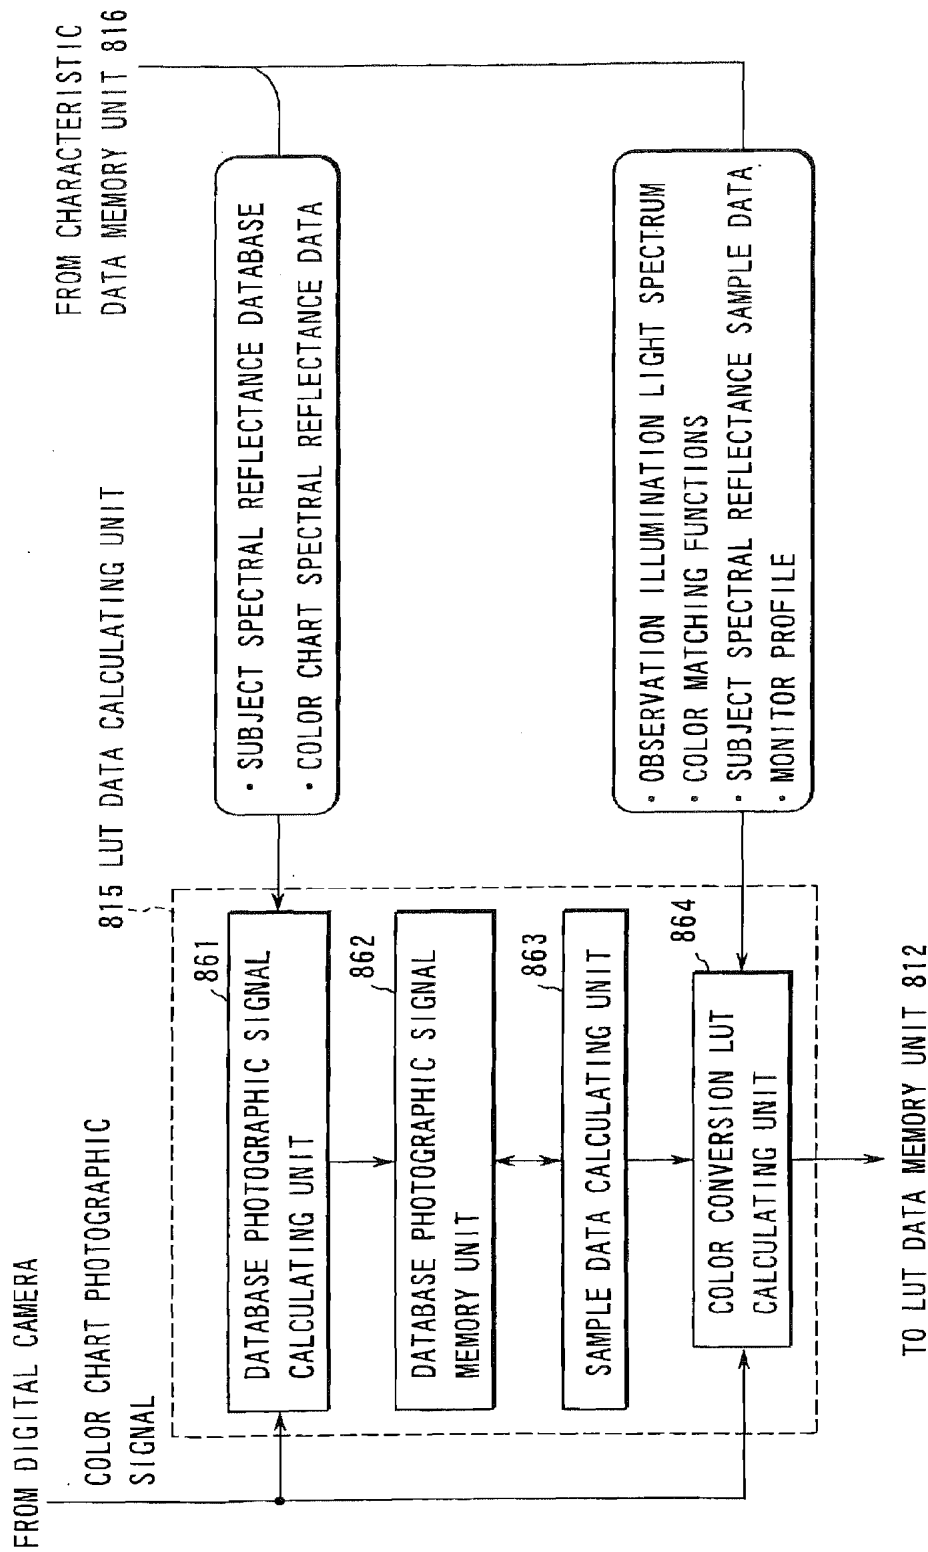 FROM DIGITAL CAMERA
COLOR CHART PHOTOGRAPHIC
SIGNAL
815 LUT DATA CALCULATING UNIT
FROM CHARACTERISTIC
DATA MEMORY UNIT 816
861
DATABASE PHOTOGRAPHIC SIGNAL
CALCULATING UNIT
• SUBJECT SPECTRAL REFLECTANCE DATABASE
• COLOR CHART SPECTRAL REFLECTANCE DATA
862
DATABASE PHOTOGRAPHIC SIGNAL
MEMORY UNIT
863
SAMPLE DATA CALCULATING UNIT
864
COLOR CONVERSION LUT
CALCULATING UNIT
• OBSERVATION ILLUMINATION LIGHT SPECTRUM
• COLOR MATCHING FUNCTIONS
• SUBJECT SPECTRAL REFLECTANCE SAMPLE DATA
• MONITOR PROFILE
TO LUT DATA MEMORY UNIT 812